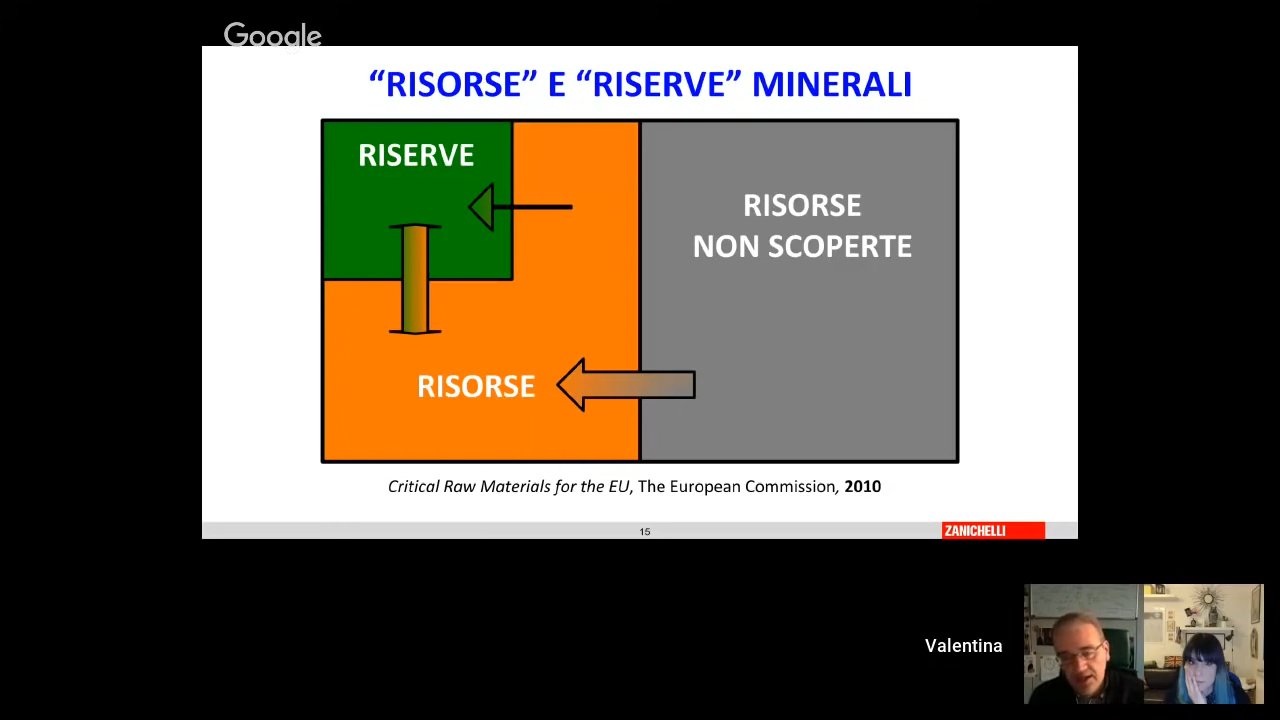 Google
“RISORSE” E “RISERVE” MINERALI
RISERVE
RISORSE
NON SCOPERTE
RISORSE
Critical Raw Materials for the EU, The European Commission, 2010
15
ZANICHELLI
Valentina